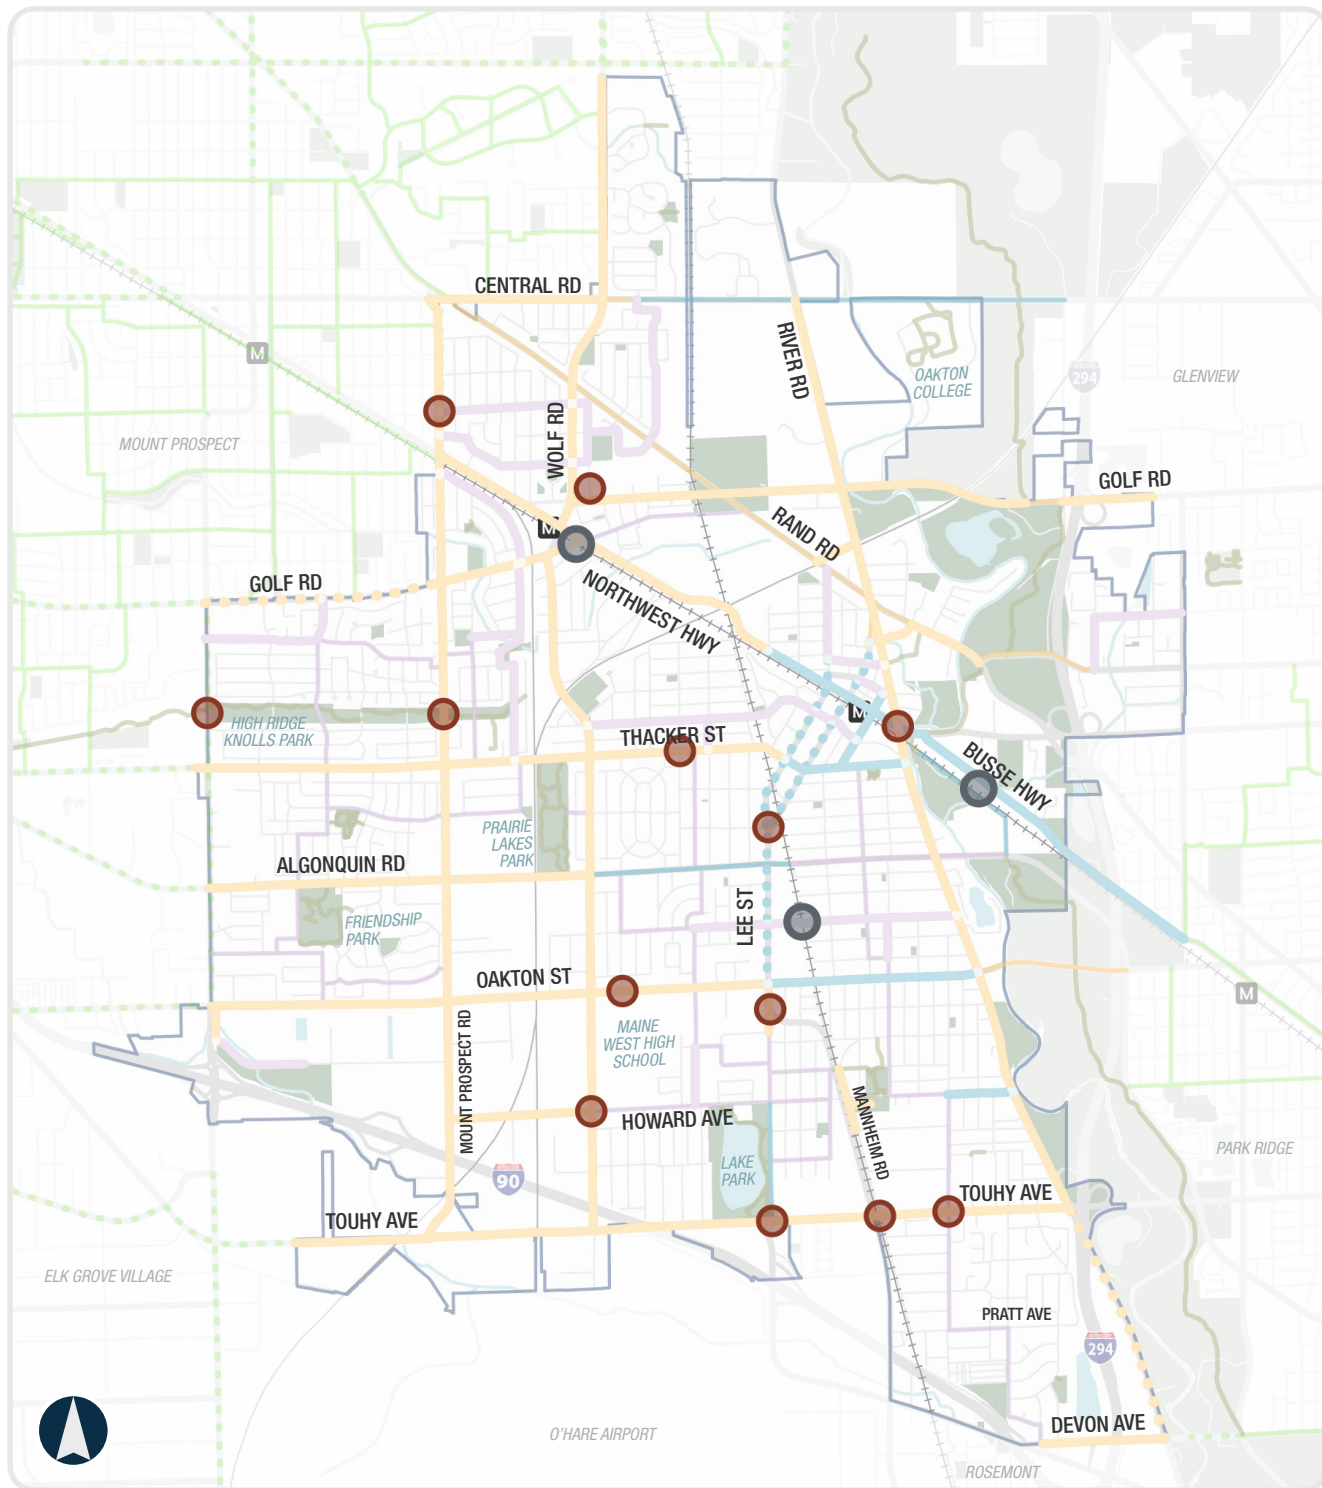 CENTRAL RD
RIVER RD
M
OAKTON
COLLEGE
294
GLENVIEW
MOUNT PROSPECT
WOLF RD
GOLF RD
RAND RD
M
GOLF RD
NORTHWEST HWY
HIGH RIDGE
KNOLLS PARK
M
THACKER ST
BUSSE HWY
PRAIRIE
LAKES
PARK
ALGONQUIN RD
FRIENDSHIP
PARK
LEE ST
OAKTON ST
M
MAINE
WEST HIGH
SCHOOL
MOUNT PROSPECT RD
MANNHEIM RD
HOWARD AVE
PARK RIDGE
LAKE
PARK
90
TOUHY AVE
TOUHY AVE
ELK GROVE VILLAGE
PRATT AVE
294
DEVON AVE
O'HARE AIRPORT
ROSEMONT